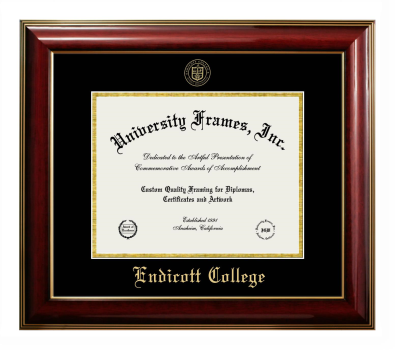 University Frames, Inc.
Dedicated to the Artful Presentation of
Commemorative Awards of Accomplishment
Custom Quality Framing for Diplomas,
Certificates and Artwork
Established 1991
Anaheim, California
Endicott College